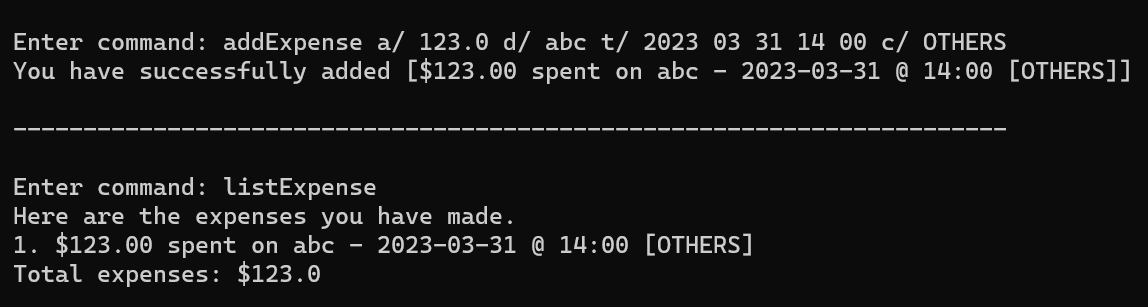 Enter command: addExpense a/ 123.0 d/ abc t/ 2023 03 31 14 00 c/ OTHERS
You have successfully added [$123.00 spent on abc - 2023-03-31 @ 14:00 [OTHERS]]
_______________________________________________________________________
Enter command: listExpense
Here are the expenses you have made.
1. $123.00 spent on abc - 2023-03-31 @ 14:00 [OTHERS]
Total expenses: $123.0